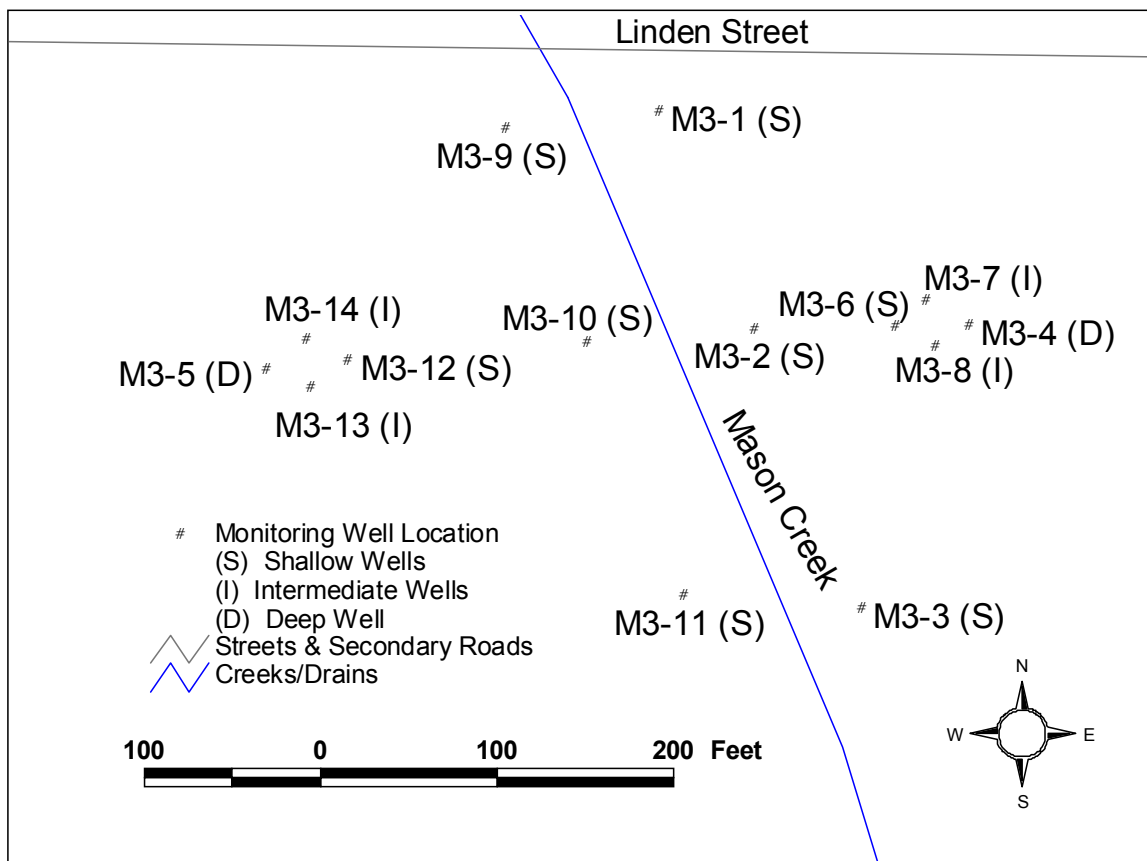 Linden Street
# M3-1 (S)
#
M3-9 (S)
M3-7 (I)
#
M3-6 (S)
#
M3-14 (I)
#
M3-10 (S)
#
# M3-4 (D)
#
M3-2 (S)
#
M3-8 (I)
# M3-12 (S)
M3-5 (D) #
#
M3-13 (I)
Mason Creek
# Monitoring Well Location
(S) Shallow Wells
(I) Intermediate Wells
(D) Deep Well
Streets & Secondary Roads
Creeks/Drains
#
M3-11 (S)
# M3-3 (S)
N
W E
S
100 0 100 200 Feet